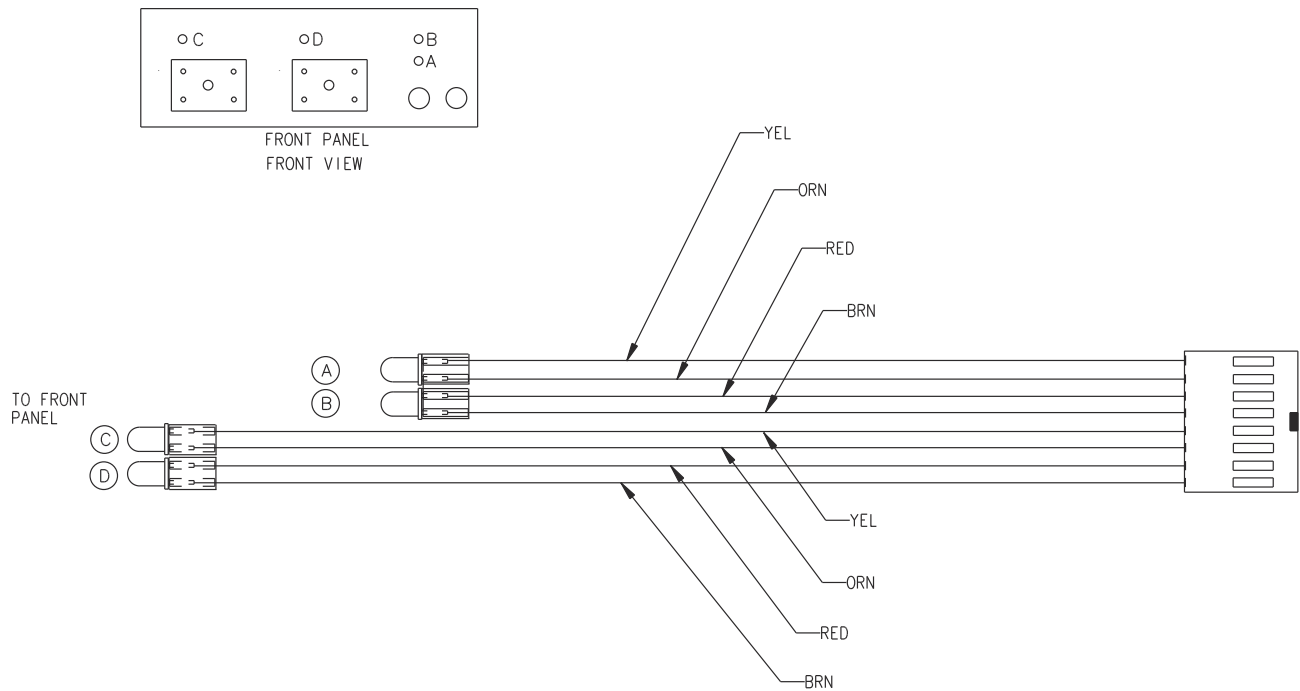 C D B
A
FRONT PANEL
FRONT VIEW
YEL
ORN
RED
BRN
A
B
TO FRONT
PANEL
C
D
YEL
ORN
RED
BRN